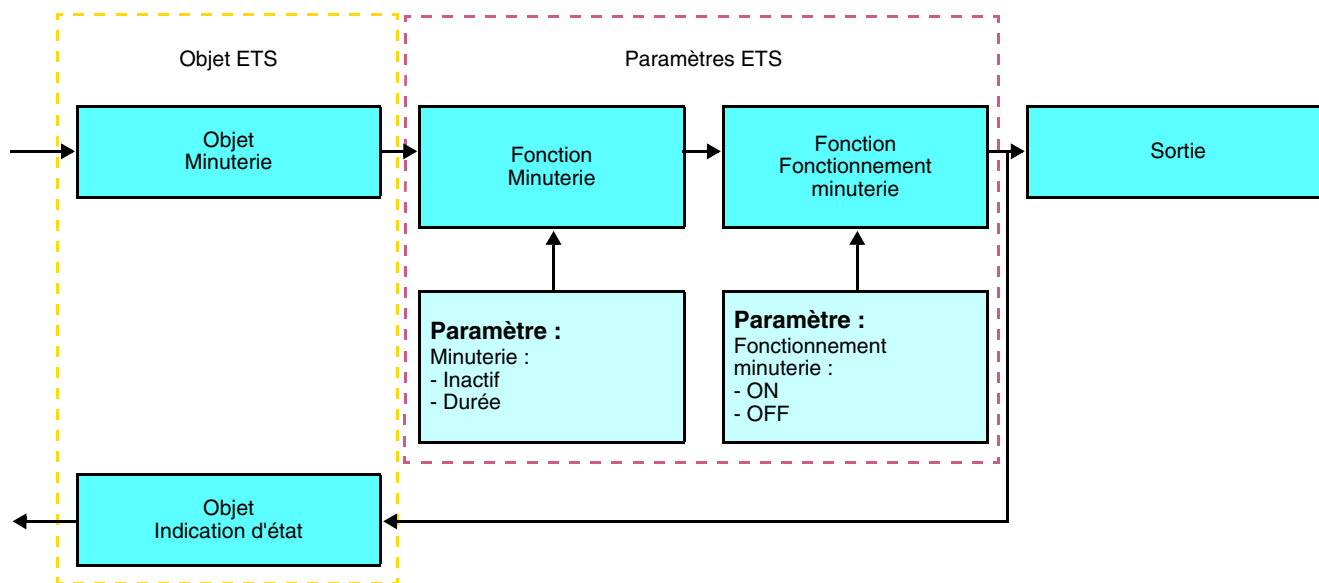 Objet ETS
Paramètres ETS
Objet
Minuterie
Fonction
Minuterie
Fonction
Fonctionnement
minuterie
Sortie
Paramètre :
Minuterie :
- Inactif
- Durée
Paramètre :
Fonctionnement
minuterie :
- ON
- OFF
Objet
Indication d'état